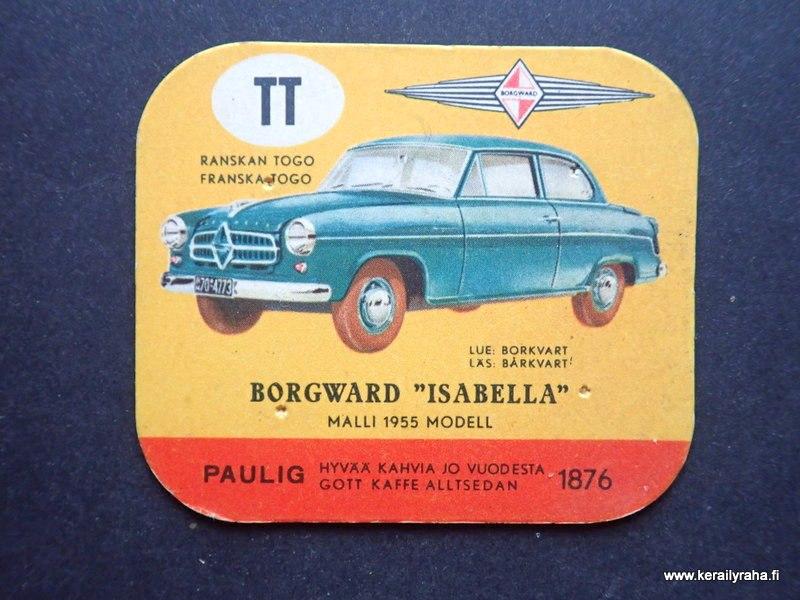 TT
BORGWARD
RANSKAN TOGO
FRANSKA TOGO
70-4773
LUE: BORKVART
LÄS: BÅRKVART
BORGWARD "ISABELLA"
MALLI 1955 MODELL
PAULIG
HYVÄÄ KAHVIA JO VUODESTA
GOTT KAFFE ALLTSEDAN
1876
www.kerailyraha.fi